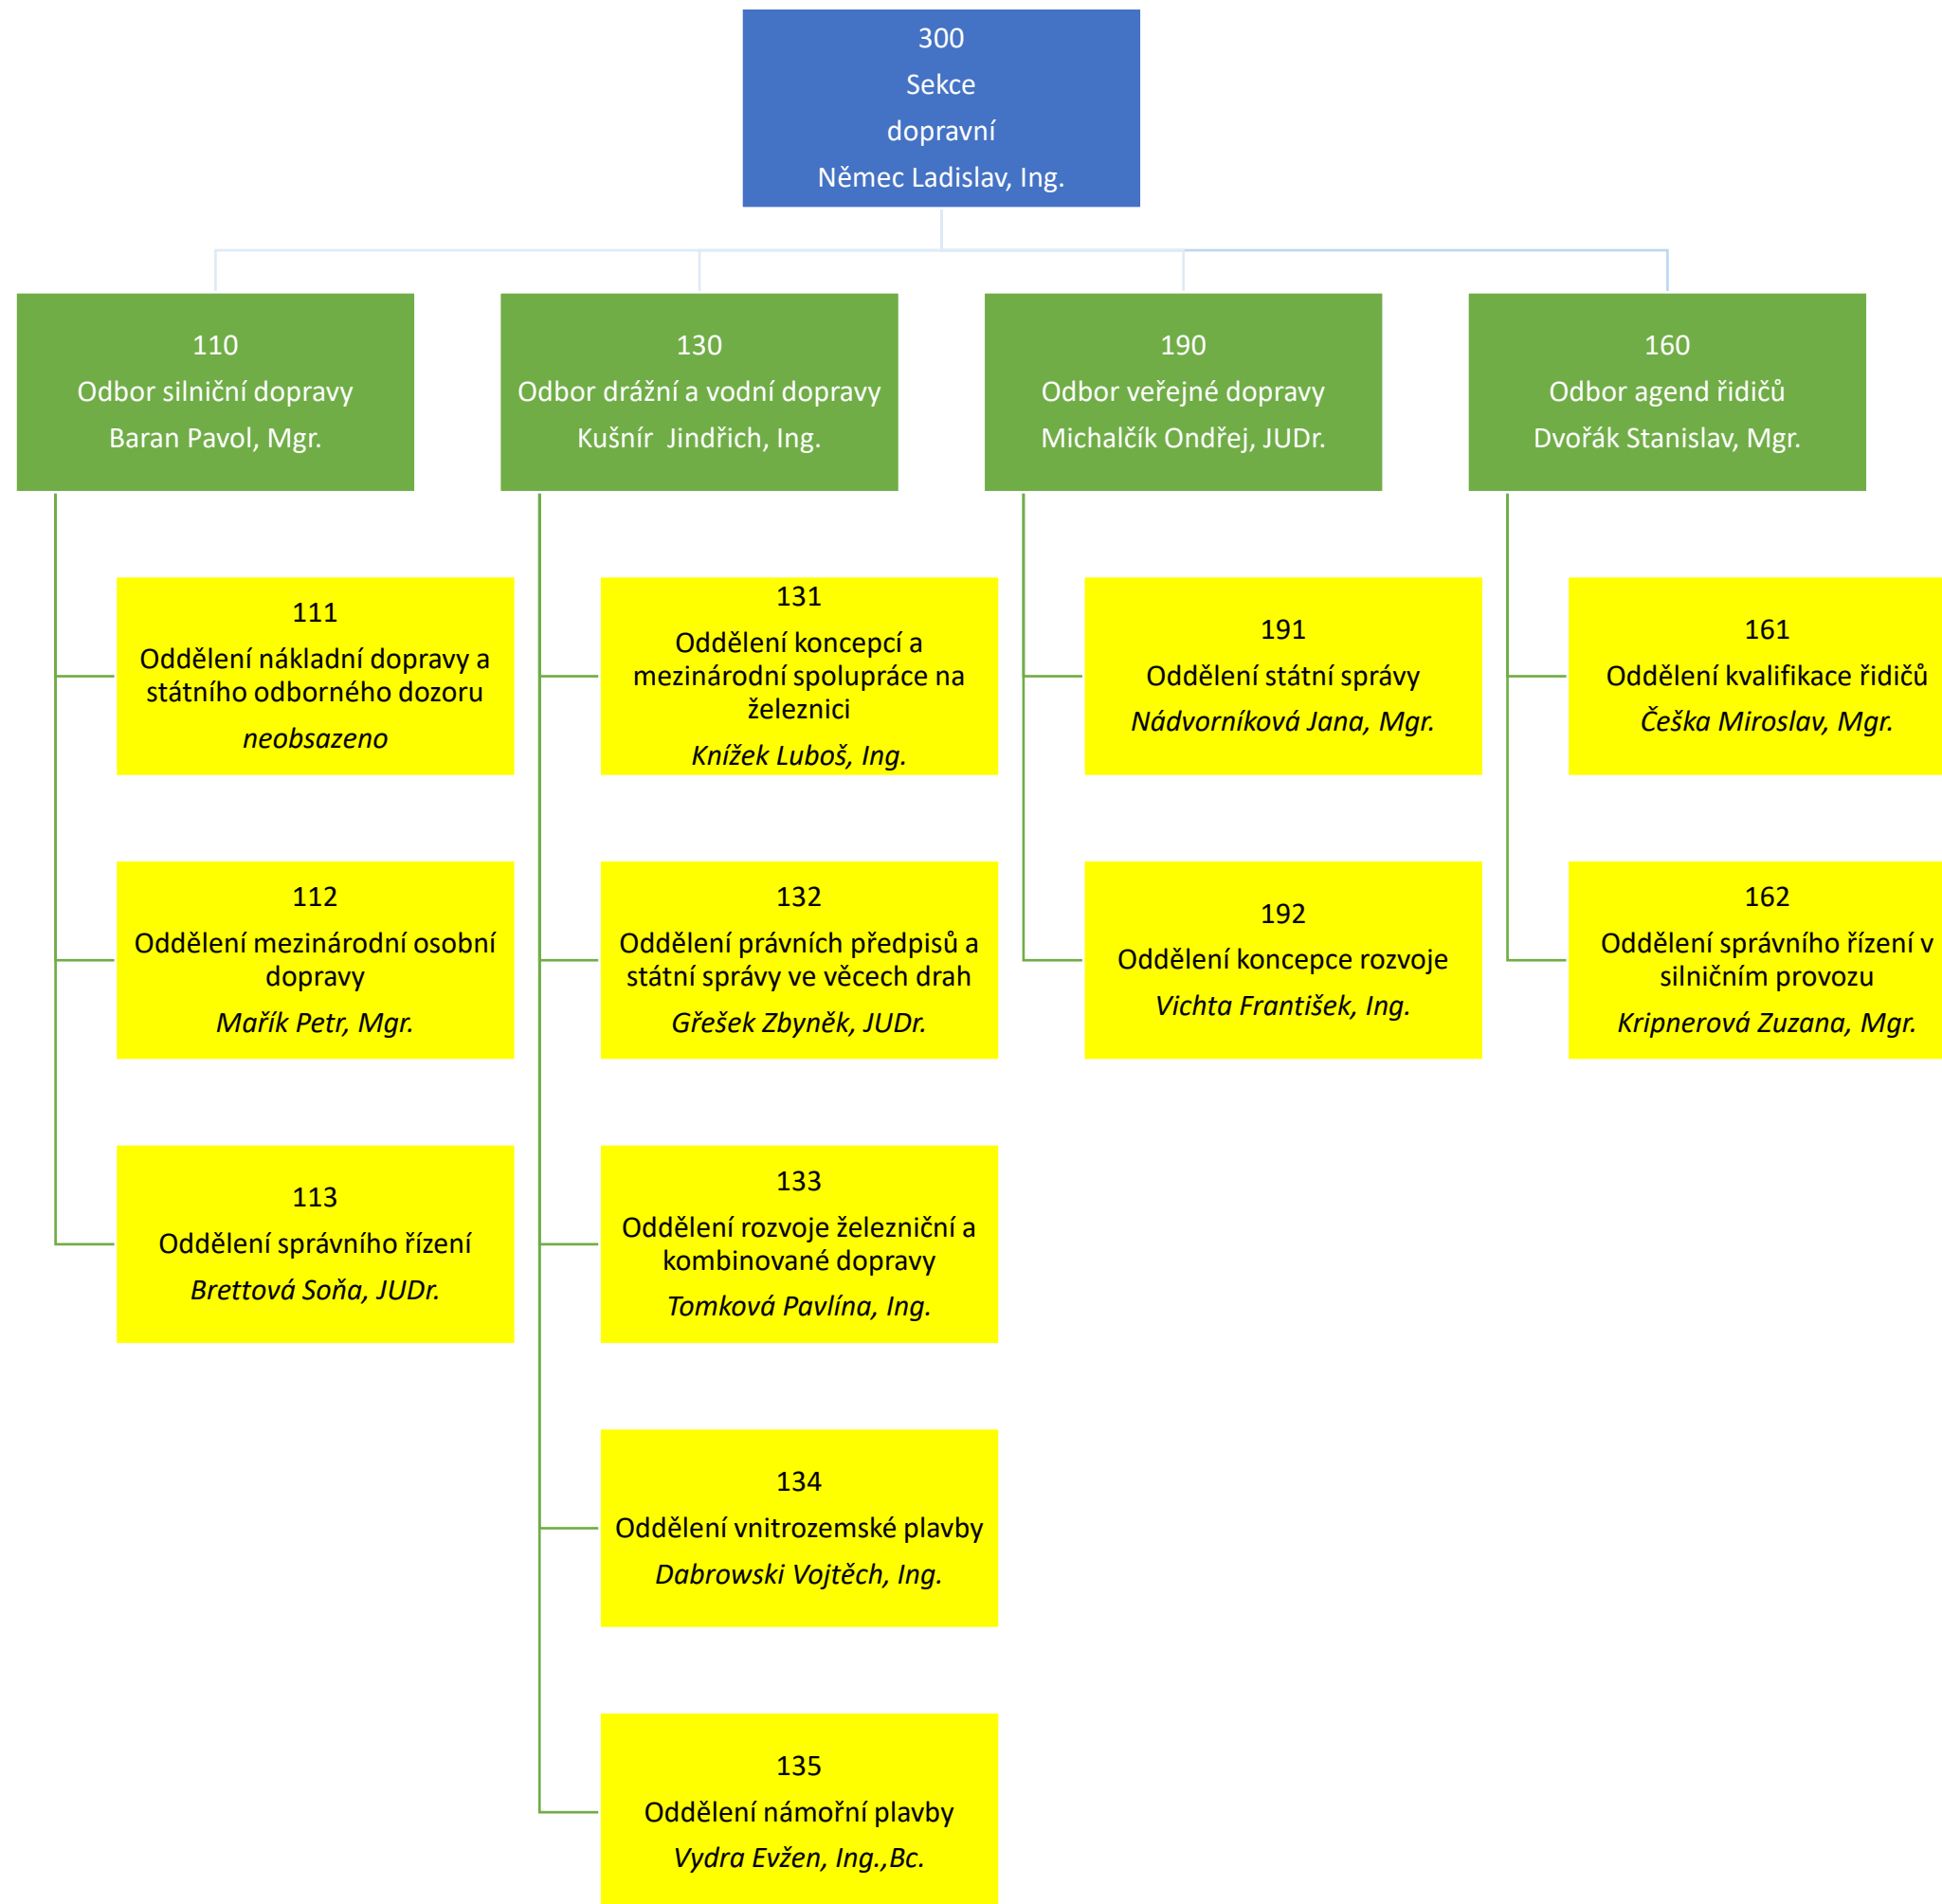 300
Sekce
dopravní
Němec Ladislav, Ing.
110
Odbor silniční dopravy
Baran Pavol, Mgr.
111
Oddělení nákladní dopravy a
státního odborného dozoru
neobsazeno
112
Oddělení mezinárodní osobní
dopravy
Mařík Petr, Mgr.
113
Oddělení správního řízení
Brettová Soňa, JUDr.
130
Odbor drážní a vodní dopravy
Kušnír  Jindřich, Ing.
131
Oddělení koncepcí a
mezinárodní spolupráce na
železnici
Knížek Luboš, Ing.
132
Oddělení právních předpisů a
státní správy ve věcech drah
Gřešek Zbyněk, JUDr.
133
Oddělení rozvoje železniční a
kombinované dopravy
Tomková Pavlína, Ing.
134
Oddělení vnitrozemské plavby
Dabrowski Vojtěch, Ing.
135
Oddělení námořní plavby
Vydra Evžen, Ing.,Bc.
190
Odbor veřejné dopravy
Michalčík Ondřej, JUDr.
191
Oddělení státní správy
Nádvorníková Jana, Mgr.
192
Oddělení koncepce rozvoje
Vichta František, Ing.
160
Odbor agend řidičů
Dvořák Stanislav, Mgr.
161
Oddělení kvalifikace řidičů
Češka Miroslav, Mgr.
162
Oddělení správního řízení v
silničním provozu
Kripnerová Zuzana, Mgr.